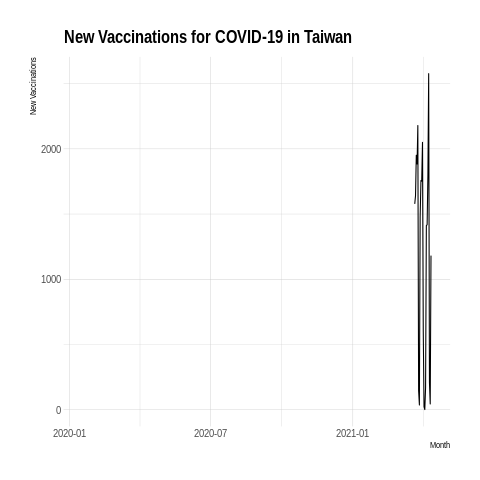 New Vaccinations for COVID-19 in Taiwan
New Vaccinations
2000
1000
0
2020-01
2020-07
2021-01
Month